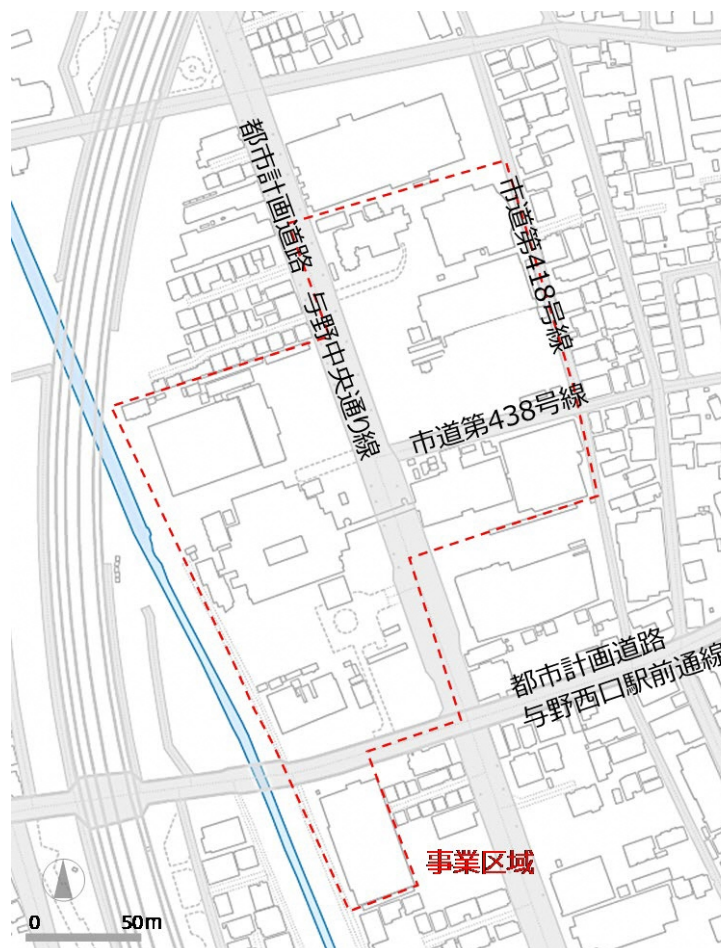 都市計画道路 与野中央通り線
市道第418号線
市道第438号線
都市計画道路
与野西口駅前通線
事業区域
0 50m